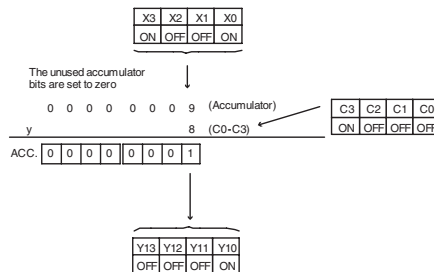 X3 X2 X1 X0
ON OFF OFF ON
The unused accumulator
bits are set to zero
0 0 0 0 0 0 0 9 (Accumulator)
y 8 (C0-C3)
C3 C2 C1 C0
ON OFF OFF OFF
ACC. 0 0 0 0 0 0 0 1
Y13 Y12 Y11 Y10
OFF OFF OFF ON